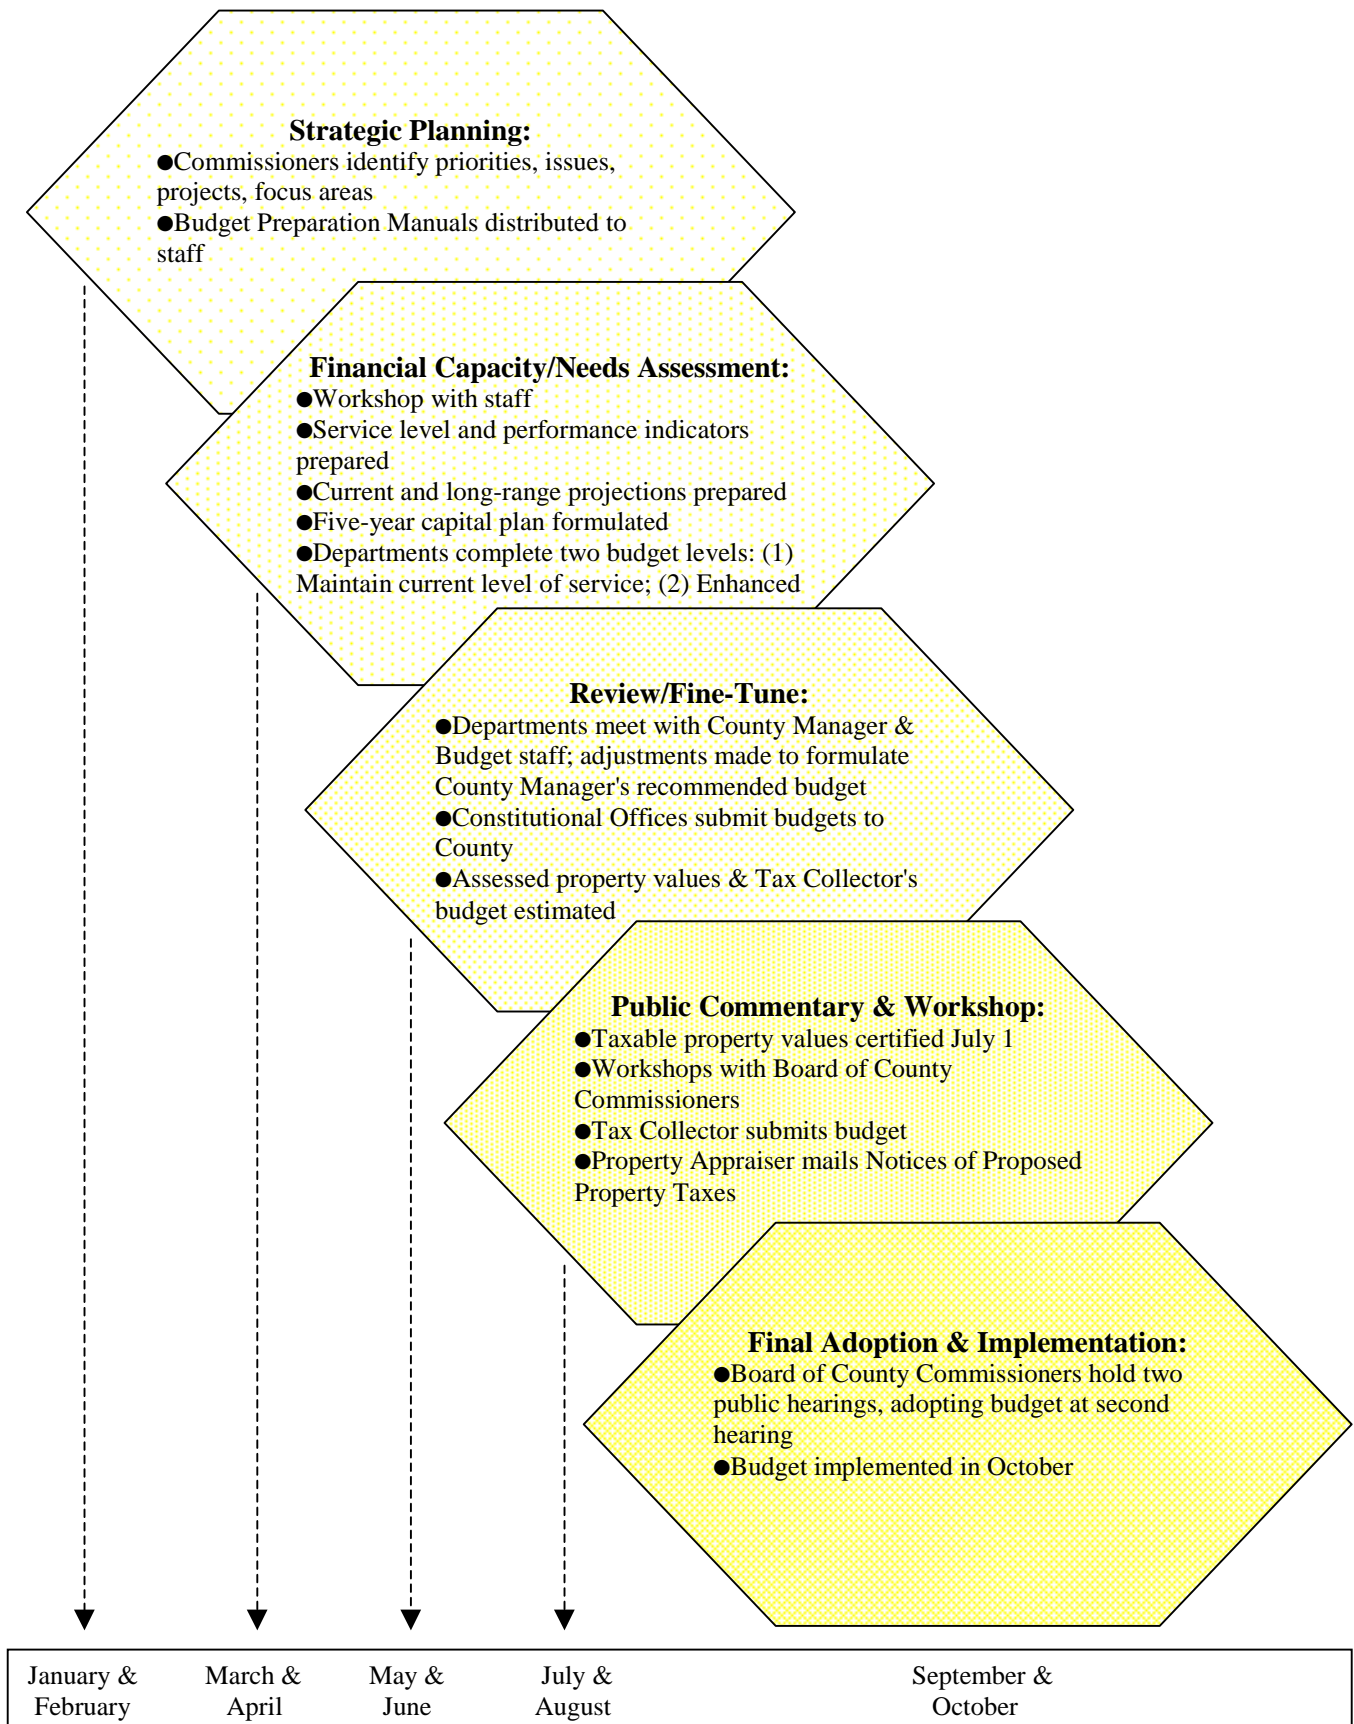 Strategic Planning:
●Commissioners identify priorities, issues,
projects, focus areas
●Budget Preparation Manuals distributed to
staff
Financial Capacity/Needs Assessment:
●Workshop with staff
●Service level and performance indicators
prepared
●Current and long-range projections prepared
●Five-year capital plan formulated
●Departments complete two budget levels: (1)
Maintain current level of service; (2) Enhanced
Review/Fine-Tune:
●Departments meet with County Manager &
Budget staff; adjustments made to formulate
County Manager's recommended budget
●Constitutional Offices submit budgets to
County
●Assessed property values & Tax Collector's
budget estimated
Public Commentary & Workshop:
●Taxable property values certified July 1
●Workshops with Board of County
Commissioners
●Tax Collector submits budget
●Property Appraiser mails Notices of Proposed
Property Taxes
Final Adoption & Implementation:
●Board of County Commissioners hold two
public hearings, adopting budget at second
hearing
●Budget implemented in October
January &
February
March &
April
May &
June
July &
August
September &
October